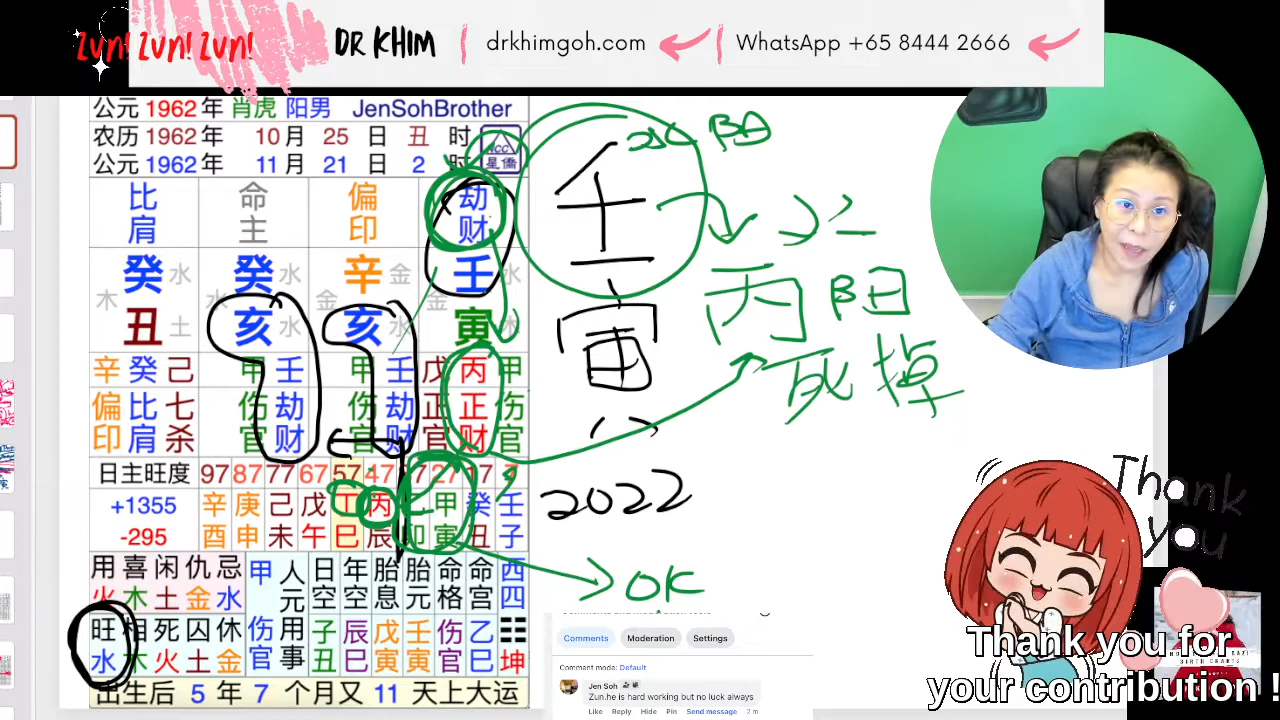 Zun! Zun! Zun!
DR KHIM
drkhimgoh.com
WhatsApp +65 8444 2666
公元 1962 年 肖虎 阳男 JenSohBrother
农历 1962 年 10 月 25 日 丑 时
公元 1962 年 11 月 21 日 2 时
ACC
星僑
比肩 命主 偏印 劫财
癸 水 癸 水 辛 金 壬 水
木 水 金 金
丑 土 亥 水 亥 水 寅 木
辛 癸 己 甲 壬 甲 壬 戊 丙 甲
偏印 比肩 七杀 伤官 劫财 伤官 劫财 正官 正财 伤官
日主旺度 97 87 77 67 57 47 27 17
+1355 辛 庚 己 戊 丁 丙 甲 癸 壬
-295 酉 申 未 午 巳 辰 卯 寅 丑 子
用 喜 闲 仇 忌 甲 人元 日空 年空 胎息 胎元 命格 命宫 西四
火 木 土 金 水
旺 相 死 囚 休 伤官 用事 子丑 辰巳 戊寅 壬寅 伤官 乙巳 ䷁ 坤
水 木 火 土 金
出生后 5 年 7 个月又 11 天上大运
壬
阳
寅
丙 阳
死 掉
2022
OK
Comments
Moderation
Settings
Comment mode: Default
Jen Soh
Zun.he is hard working but no luck always
Like Reply Hide Pin Send message 2 m
Thank you
Thank you for
your contribution !
BIRTH CHARTS